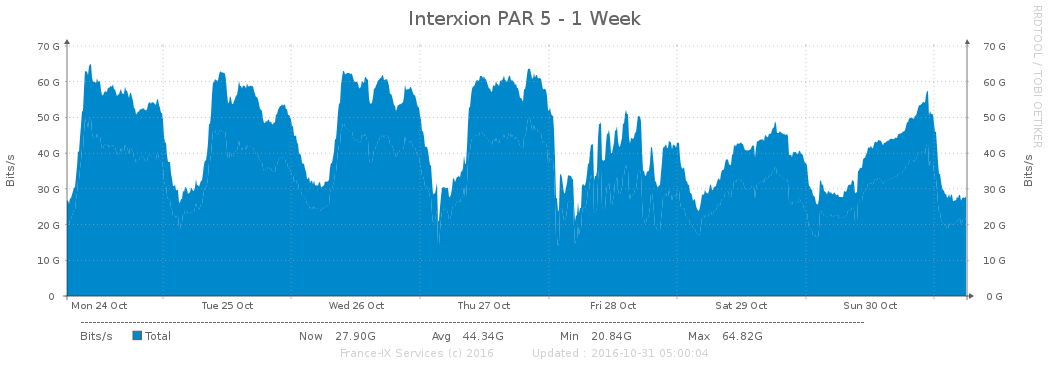 Interxion PAR 5 - 1 Week
RRDTOOL / TOBI OETIKER
70 G 70 G
60 G 60 G
50 G 50 G
40 G 40 G
30 G 30 G
20 G 20 G
10 G 10 G
0 0 G
Bits/s Bits/s
Mon 24 Oct Tue 25 Oct Wed 26 Oct Thu 27 Oct Fri 28 Oct Sat 29 Oct Sun 30 Oct
Bits/s Total Now 27.90G Avg 44.34G Min 20.84G Max 64.82G
France-IX Services (c) 2016 Updated : 2016-10-31 05:00:04